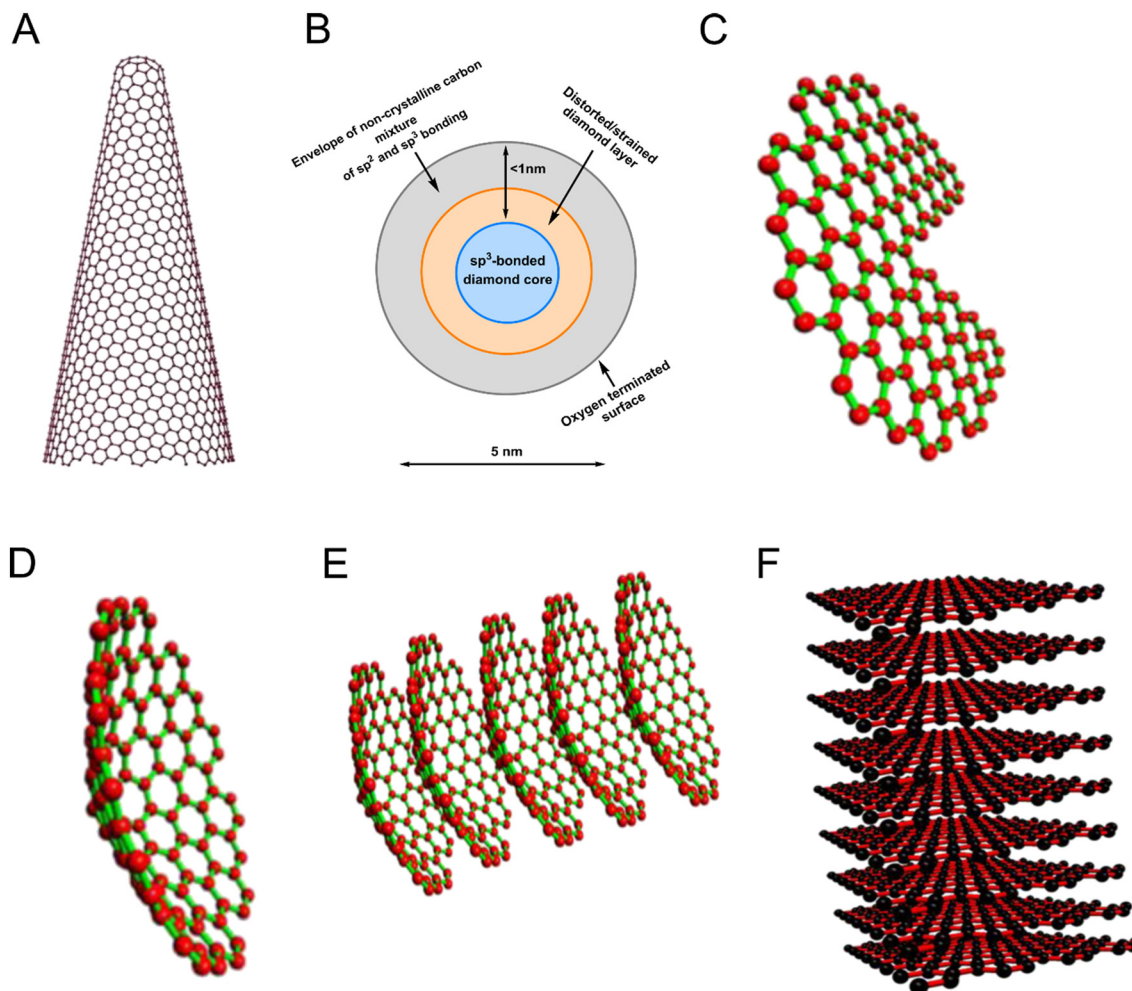 A
B
C
Envelope of non-crystalline carbon
mixture
of sp² and sp³ bonding
Distorted/strained
diamond layer
<1nm
sp³-bonded
diamond core
Oxygen terminated
surface
5 nm
D
E
F